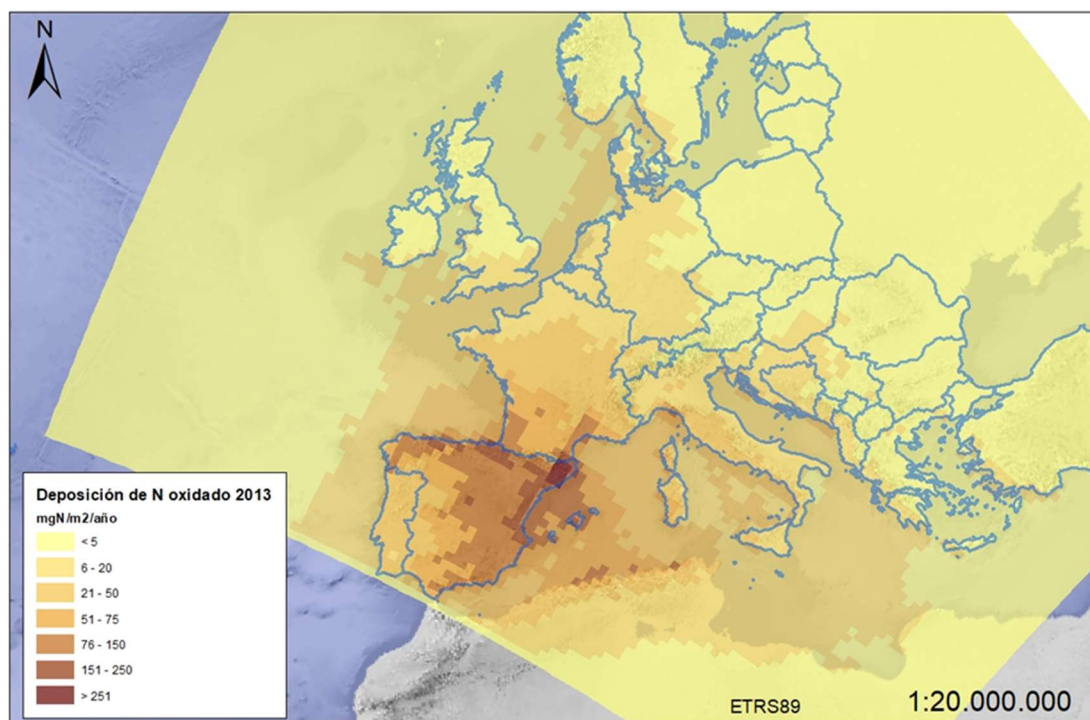 N
Deposición de N oxidado 2013
mgN/m2/año
< 5
6 - 20
21 - 50
51 - 75
76 - 150
151 - 250
> 251
ETRS89
1:20.000.000